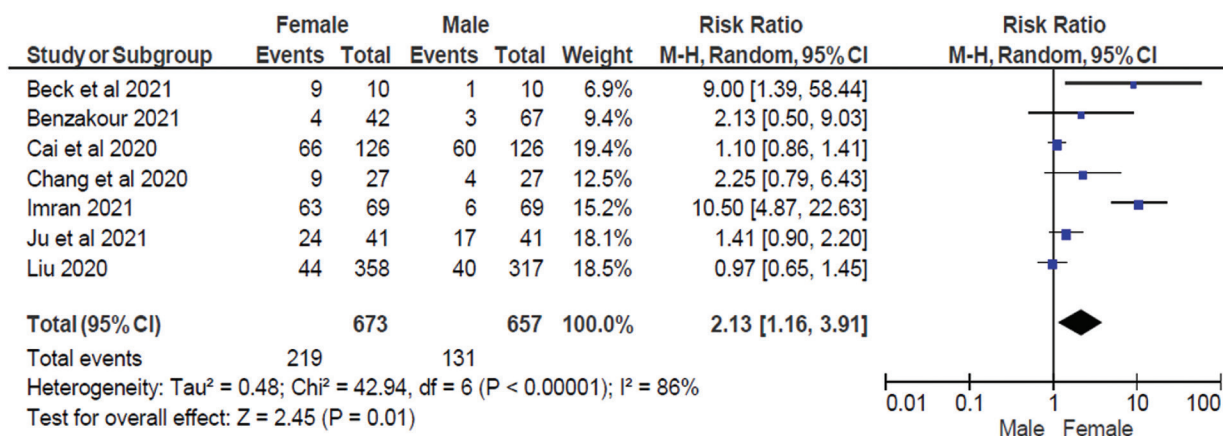 Female Male Risk Ratio Risk Ratio
Study or Subgroup Events Total Events Total Weight M-H, Random, 95% CI M-H, Random, 95% CI
Beck et al 2021 9 10 1 10 6.9% 9.00 [1.39, 58.44]
Benzakour 2021 4 42 3 67 9.4% 2.13 [0.50, 9.03]
Cai et al 2020 66 126 60 126 19.4% 1.10 [0.86, 1.41]
Chang et al 2020 9 27 4 27 12.5% 2.25 [0.79, 6.43]
Imran 2021 63 69 6 69 15.2% 10.50 [4.87, 22.63]
Ju et al 2021 24 41 17 41 18.1% 1.41 [0.90, 2.20]
Liu 2020 44 358 40 317 18.5% 0.97 [0.65, 1.45]
Total (95% CI) 673 657 100.0% 2.13 [1.16, 3.91]
Total events 219 131
Heterogeneity: Tau² = 0.48; Chi² = 42.94, df = 6 (P < 0.00001); I² = 86%
Test for overall effect: Z = 2.45 (P = 0.01)
0.01 0.1 1 10 100
Male Female